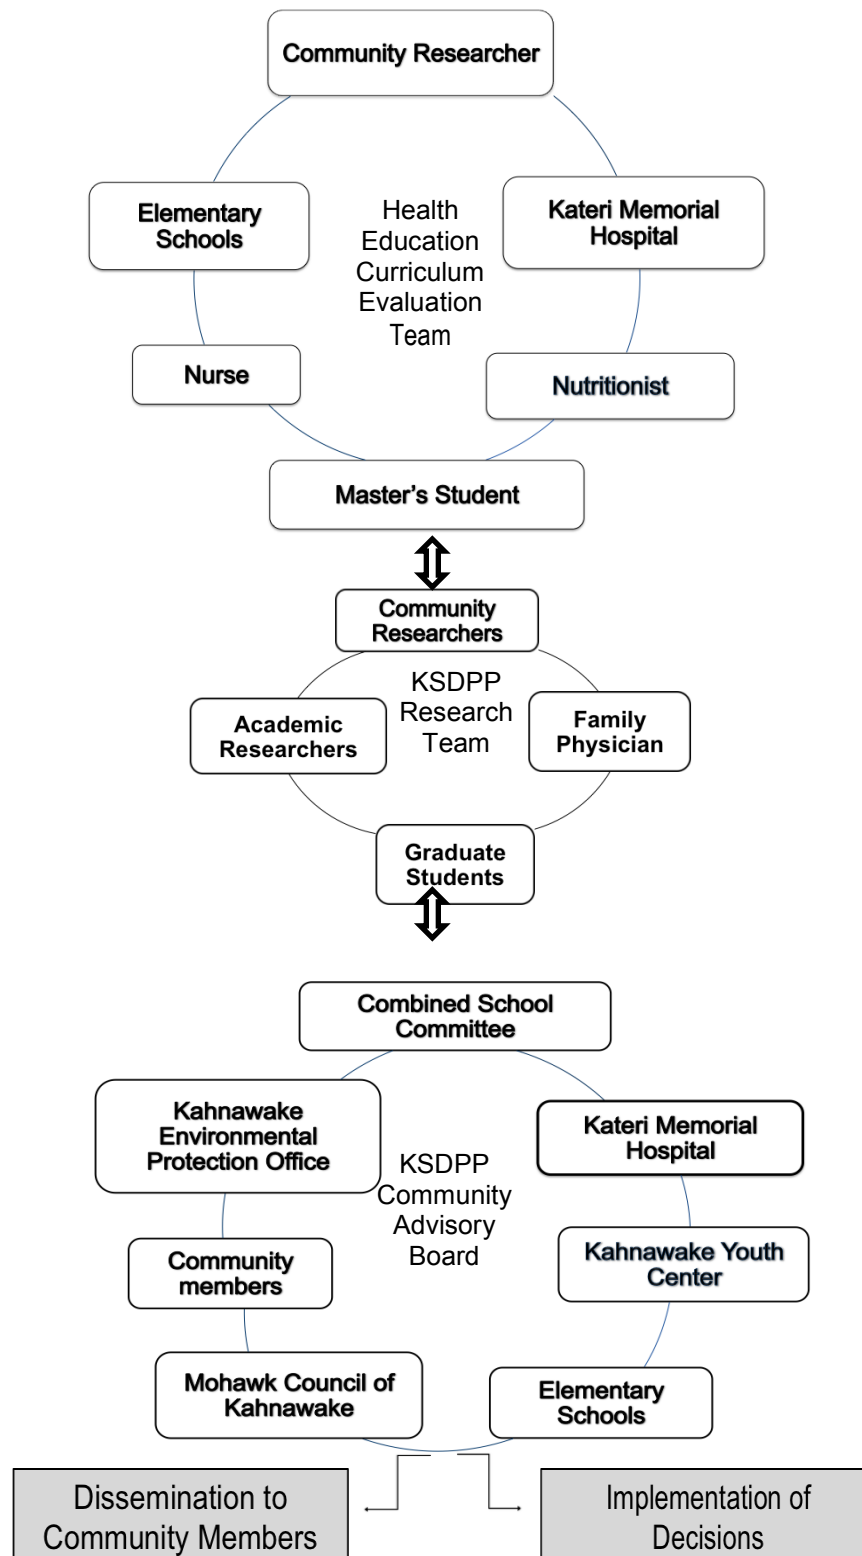 Community Researcher
Elementary
Schools
Health
Education
Curriculum
Evaluation
Team
Kateri Memorial
Hospital
Nurse
Nutritionist
Master’s Student
Community
Researchers
Academic
Researchers
KSDPP
Research
Team
Family
Physician
Graduate
Students
Combined School
Committee
Kahnawake
Environmental
Protection Office
KSDPP
Community
Advisory
Board
Kateri Memorial
Hospital
Community
members
Kahnawake Youth
Center
Mohawk Council of
Kahnawake
Elementary
Schools
Dissemination to
Community Members
Implementation of
Decisions